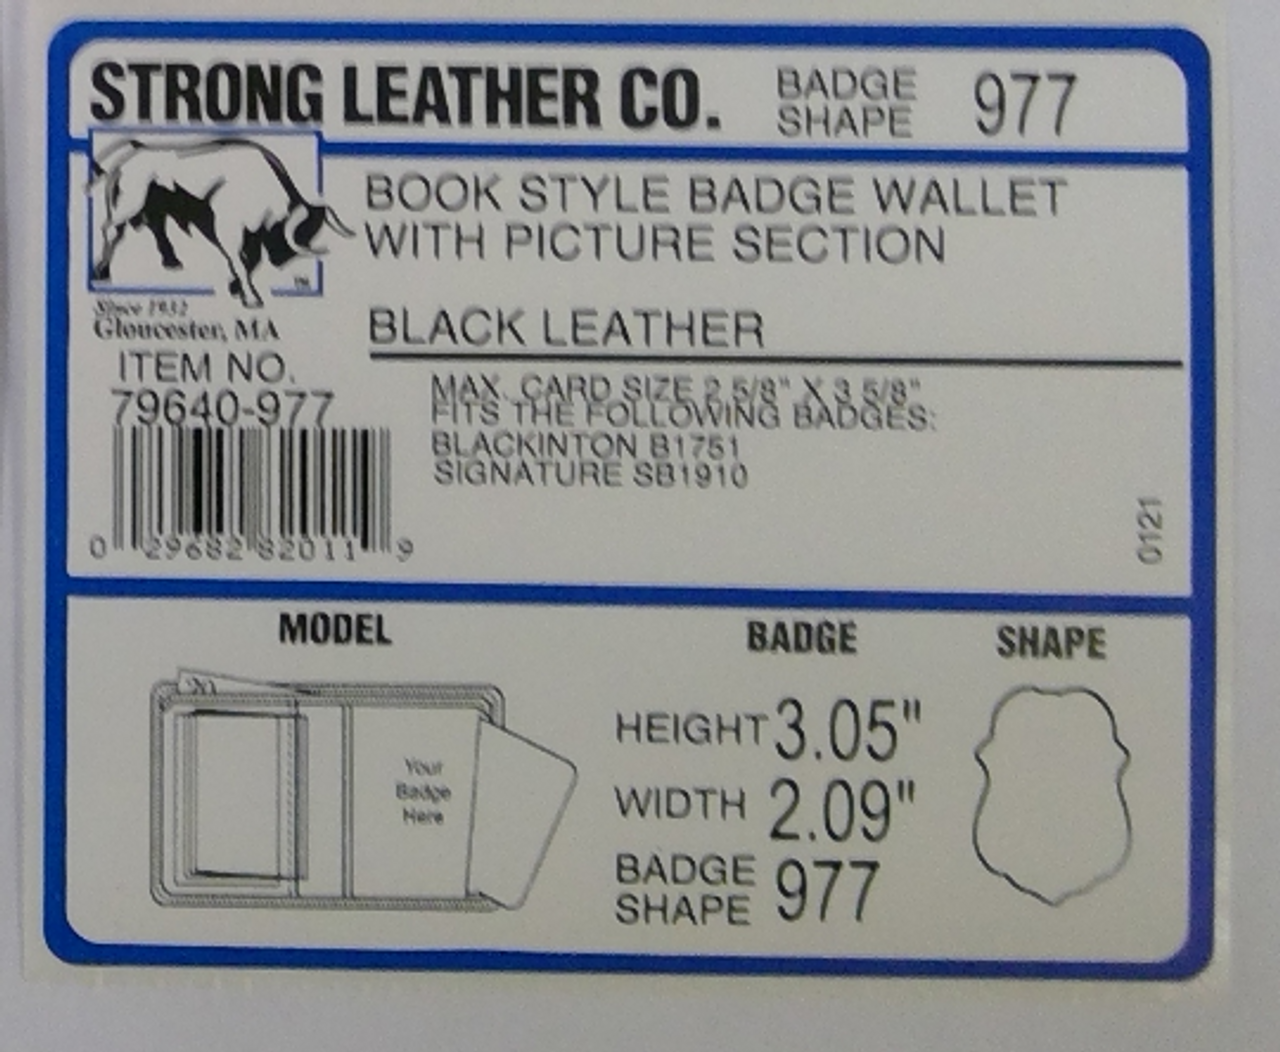 STRONG LEATHER CO. BADGE SHAPE 977
BOOK STYLE BADGE WALLET
WITH PICTURE SECTION
BLACK LEATHER
TM
Since 1932
Gloucester, MA
ITEM NO.
79640-977
MAX. CARD SIZE 2 5/8" X 3 5/8"
FITS THE FOLLOWING BADGES:
BLACKINTON B1751
SIGNATURE SB1910
0 29682 82011 9
0121
MODEL BADGE SHAPE
20
Your
Badge
Here
HEIGHT 3.05"
WIDTH 2.09"
BADGE SHAPE 977